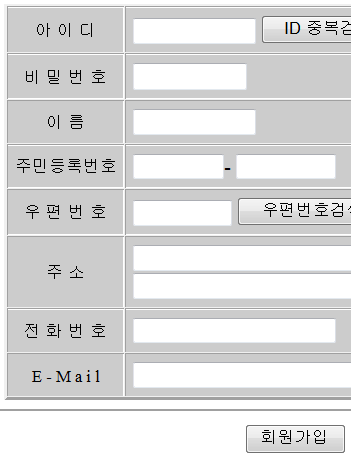 아 이 디 ID 중복검
비 밀 번 호
이 름
주민등록번호 -
우 편 번 호 우편번호검색
주 소
전 화 번 호
E-Mail
회원가입